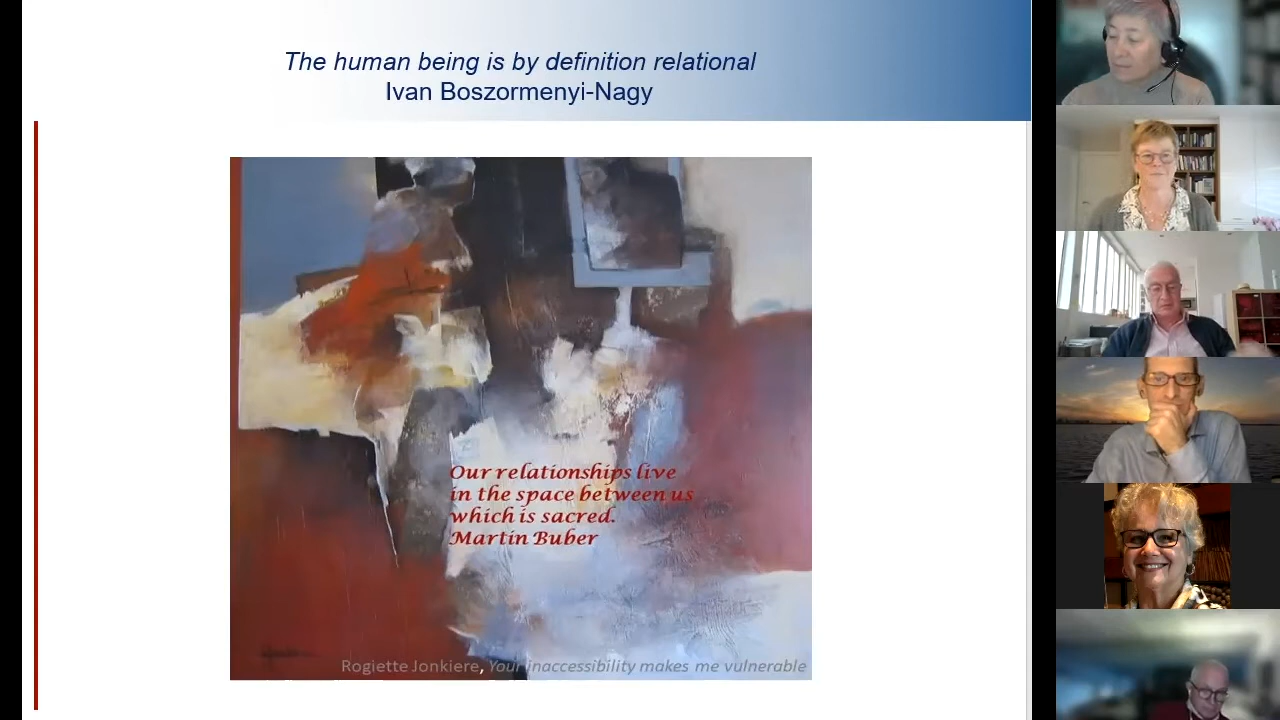 The human being is by definition relational
Ivan Boszormenyi-Nagy
Our relationships live
in the space between us
which is sacred.
Martin Buber
Rogiette Jonkiere, Your inaccessibility makes me vulnerable